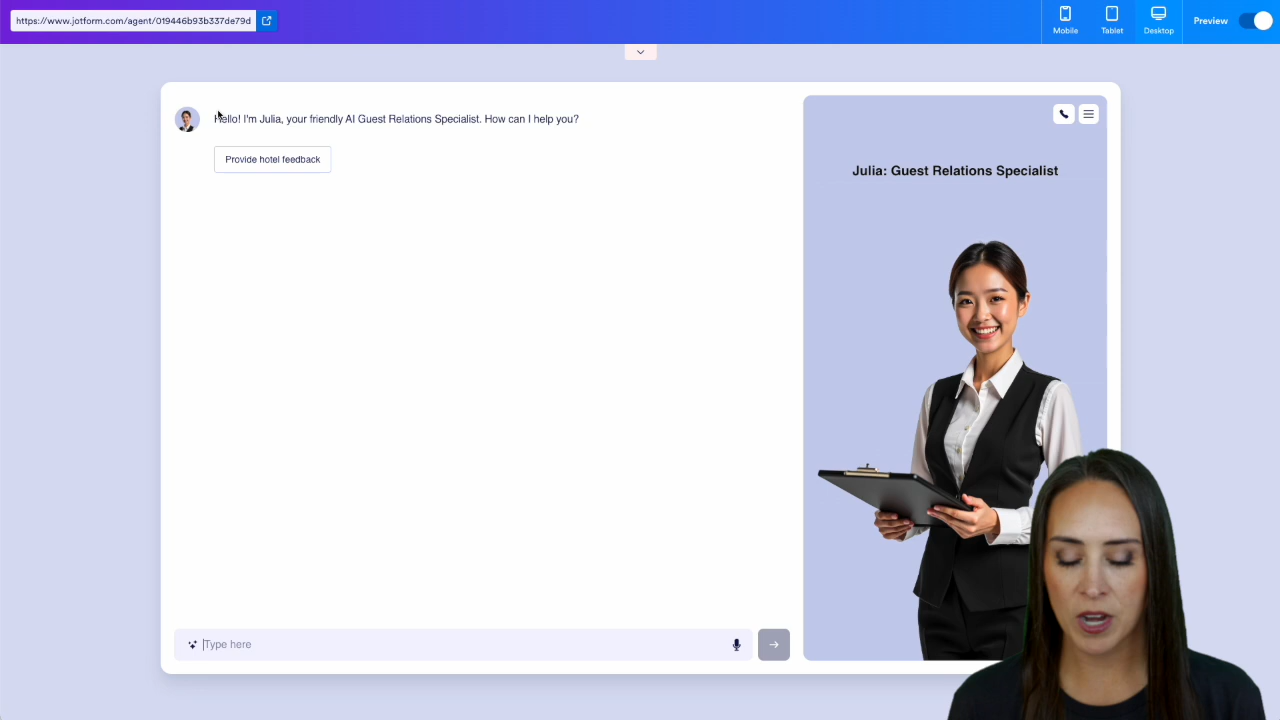 https://www.jotform.com/agent/019446b93b337de79d
Mobile
Tablet
Desktop
Preview
Hello! I'm Julia, your friendly AI Guest Relations Specialist. How can I help you?
Provide hotel feedback
Julia: Guest Relations Specialist
Type here